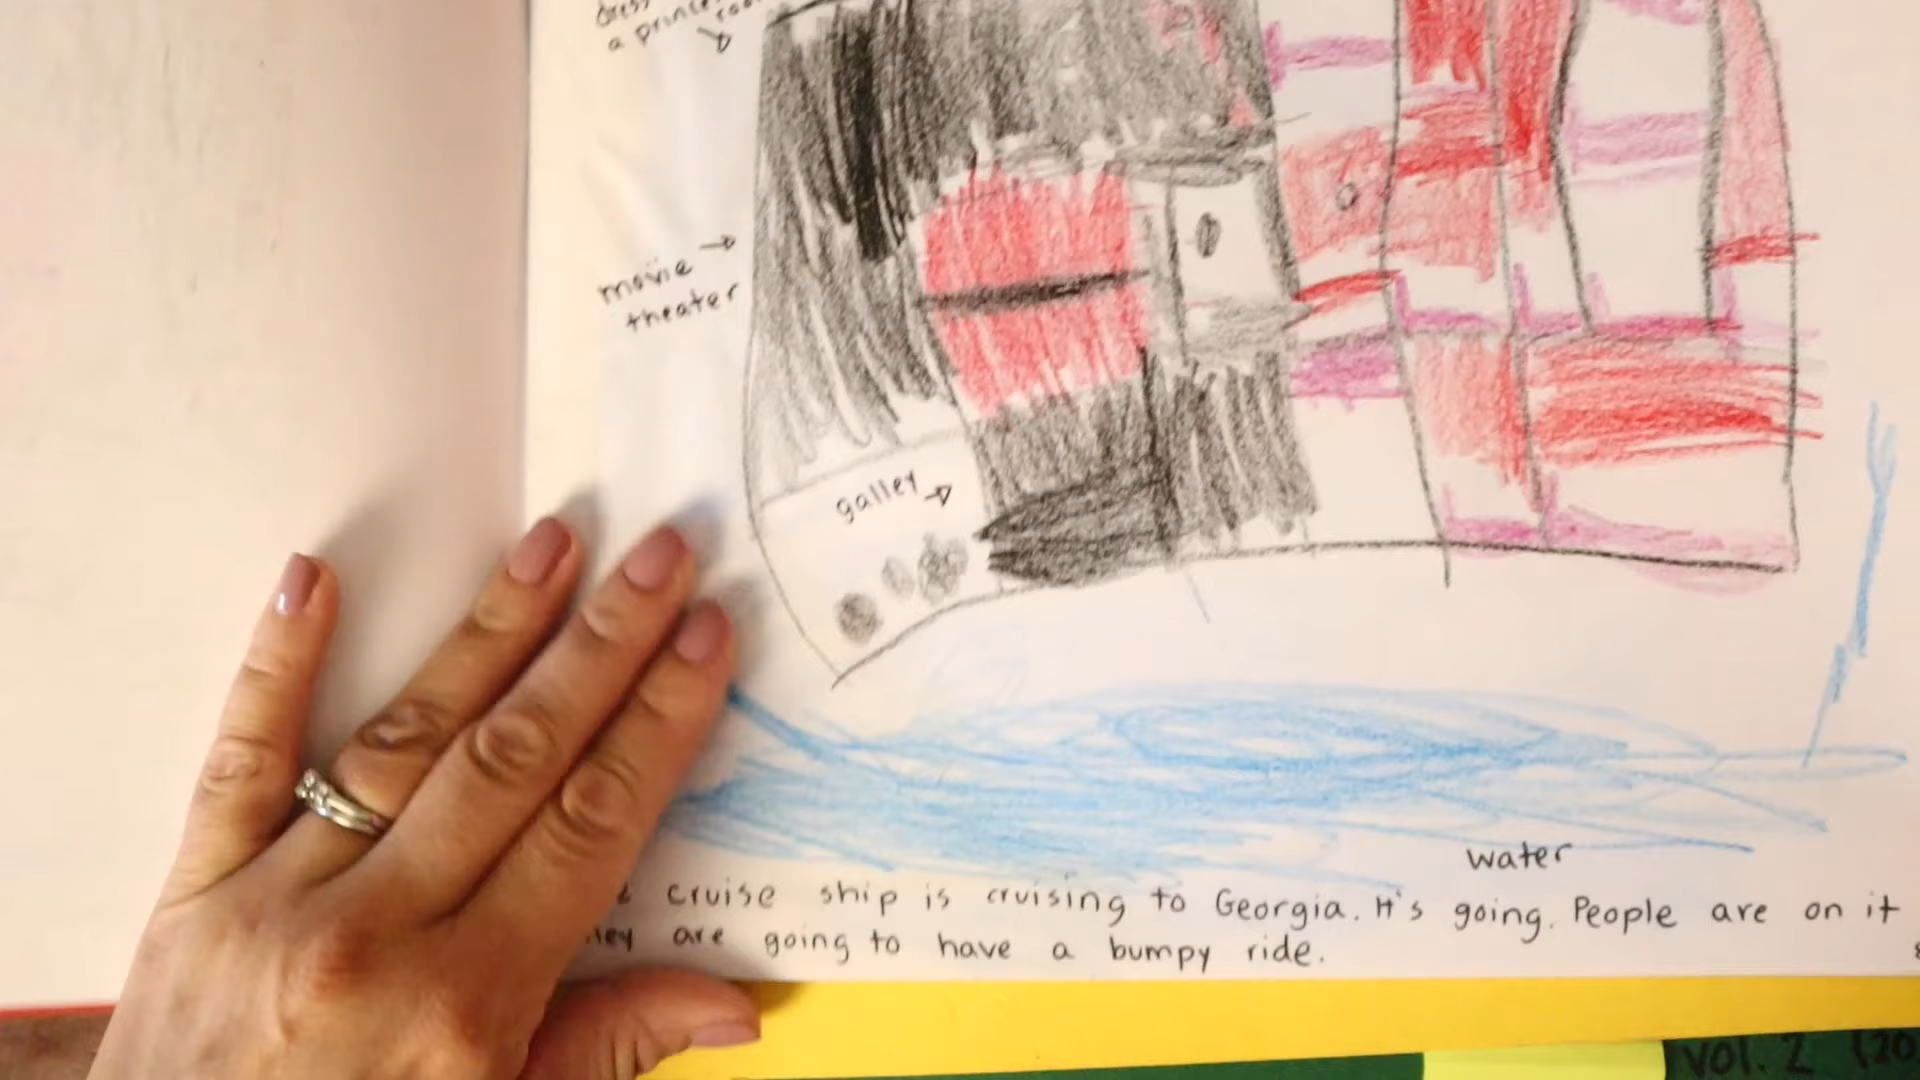 a
movie
theater
galley
water
cruise ship is cruising to Georgia. It's going. People are on it
are going to have a bumpy ride.
vol. 2 (20